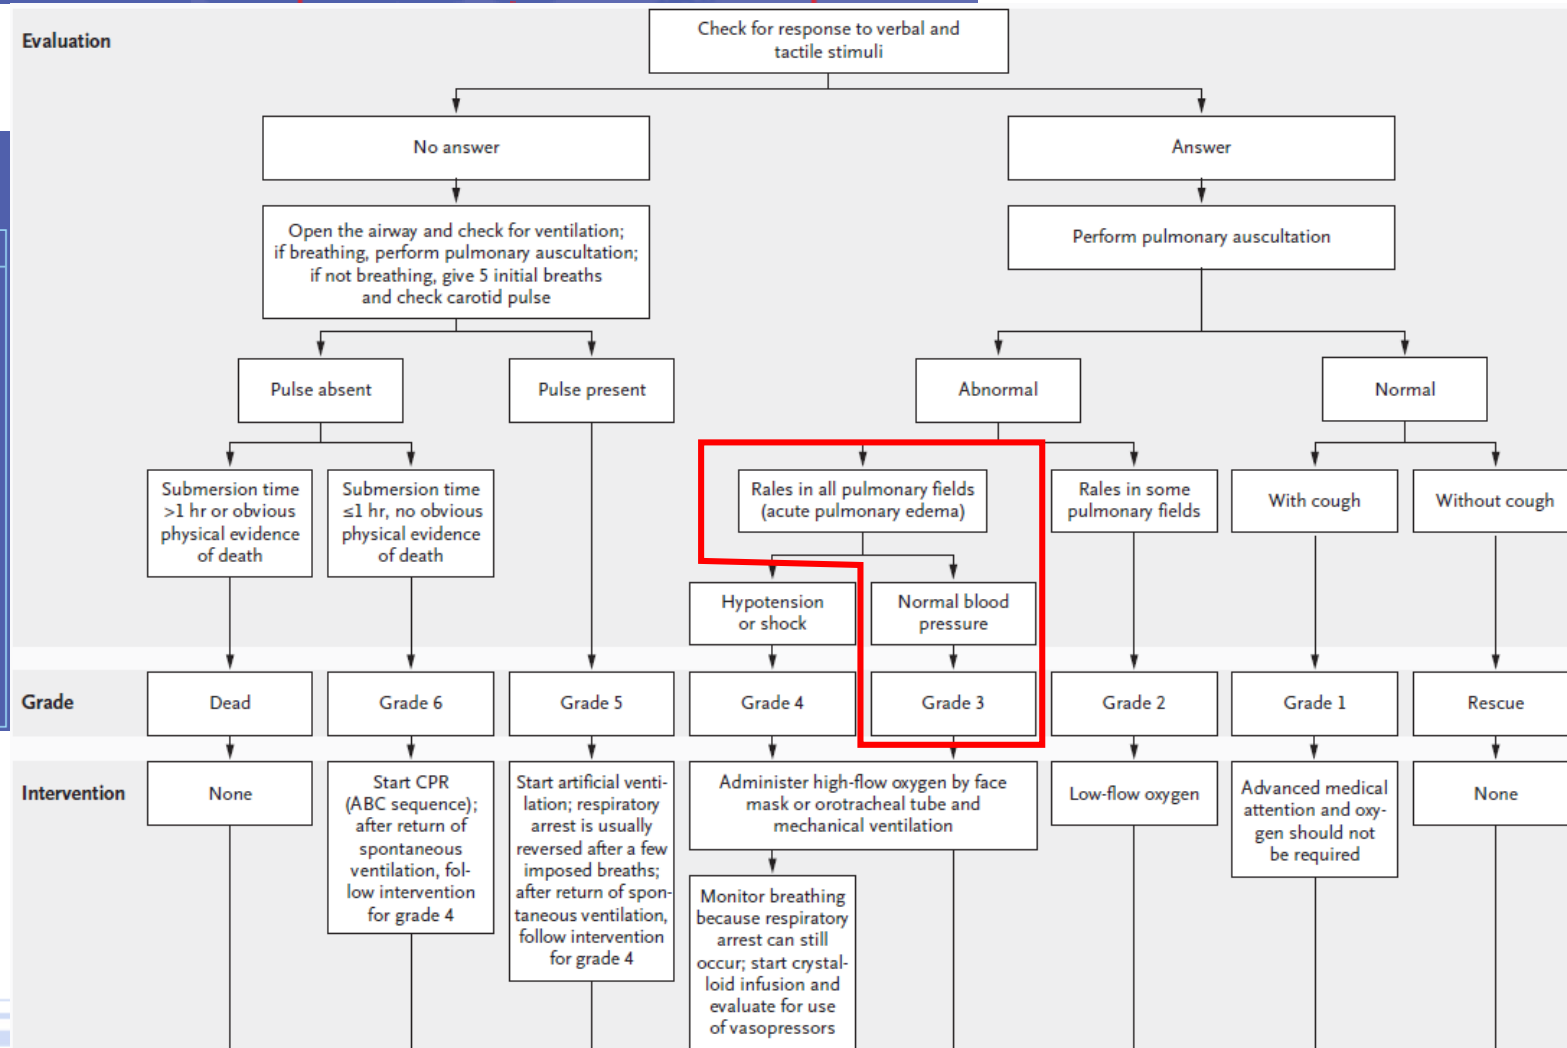 Evaluation
Check for response to verbal and
tactile stimuli
No answer
Answer
Open the airway and check for ventilation;
if breathing, perform pulmonary auscultation;
if not breathing, give 5 initial breaths
and check carotid pulse
Perform pulmonary auscultation
Pulse absent
Pulse present
Abnormal
Normal
Submersion time
>1 hr or obvious
physical evidence
of death
Submersion time
≤1 hr, no obvious
physical evidence
of death
Rales in all pulmonary fields
(acute pulmonary edema)
Rales in some
pulmonary fields
With cough
Without cough
Hypotension
or shock
Normal blood
pressure
Grade
Dead
Grade 6
Grade 5
Grade 4
Grade 3
Grade 2
Grade 1
Rescue
Intervention
None
Start CPR
(ABC sequence);
after return of
spontaneous
ventilation, fol-
low intervention
for grade 4
Start artificial venti-
lation; respiratory
arrest is usually
reversed after a few
imposed breaths;
after return of spon-
taneous ventilation,
follow intervention
for grade 4
Administer high-flow oxygen by face
mask or orotracheal tube and
mechanical ventilation
Low-flow oxygen
Advanced medical
attention and oxy-
gen should not
be required
None
Monitor breathing
because respiratory
arrest can still
occur; start crystal-
loid infusion and
evaluate for use
of vasopressors